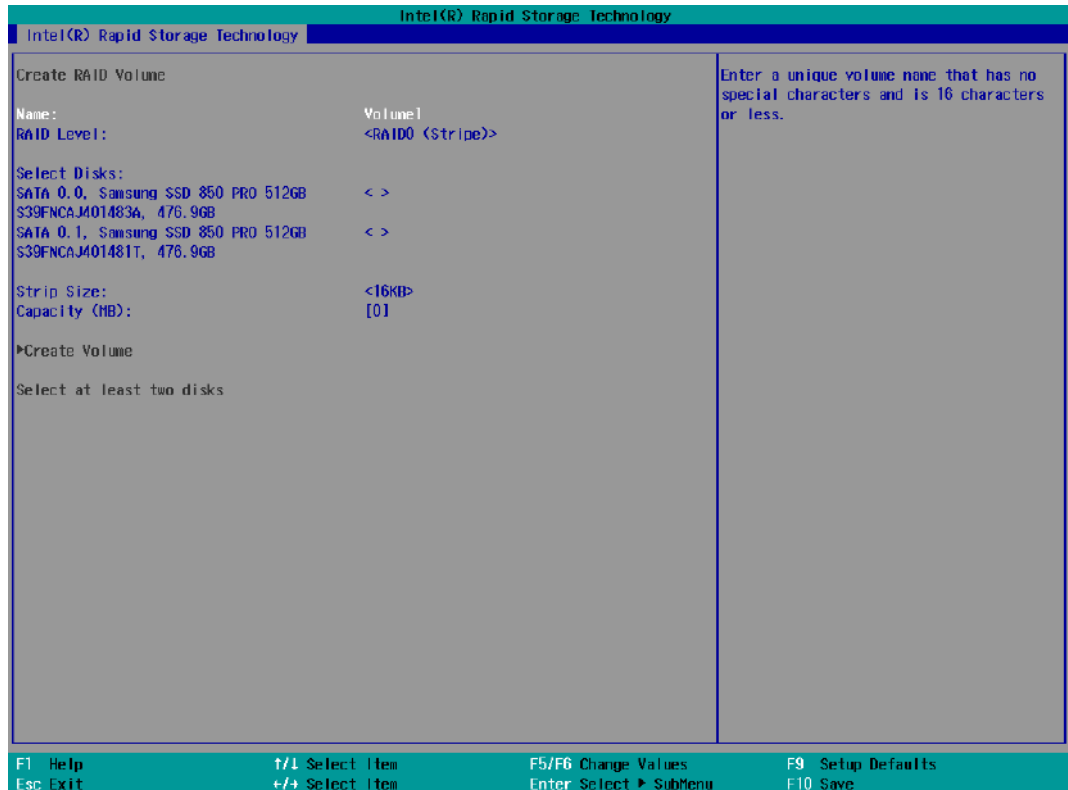 Intel(R) Rapid Storage Technology
Intel(R) Rapid Storage Technology
Create RAID Volume
Name: Volume1
RAID Level: <RAID0 (Stripe)>
Select Disks:
SATA 0.0, Samsung SSD 850 PRO 512GB < >
S39FNCAJ401483A, 476.9GB
SATA 0.1, Samsung SSD 850 PRO 512GB < >
S39FNCAJ401481T, 476.9GB
Strip Size: <16KB>
Capacity (MB): [0]
▶Create Volume
Select at least two disks
Enter a unique volume name that has no
special characters and is 16 characters
or less.
F1 Help ↑/↓ Select Item F5/F6 Change Values F9 Setup Defaults
Esc Exit ←/→ Select Item Enter Select ▶ SubMenu F10 Save